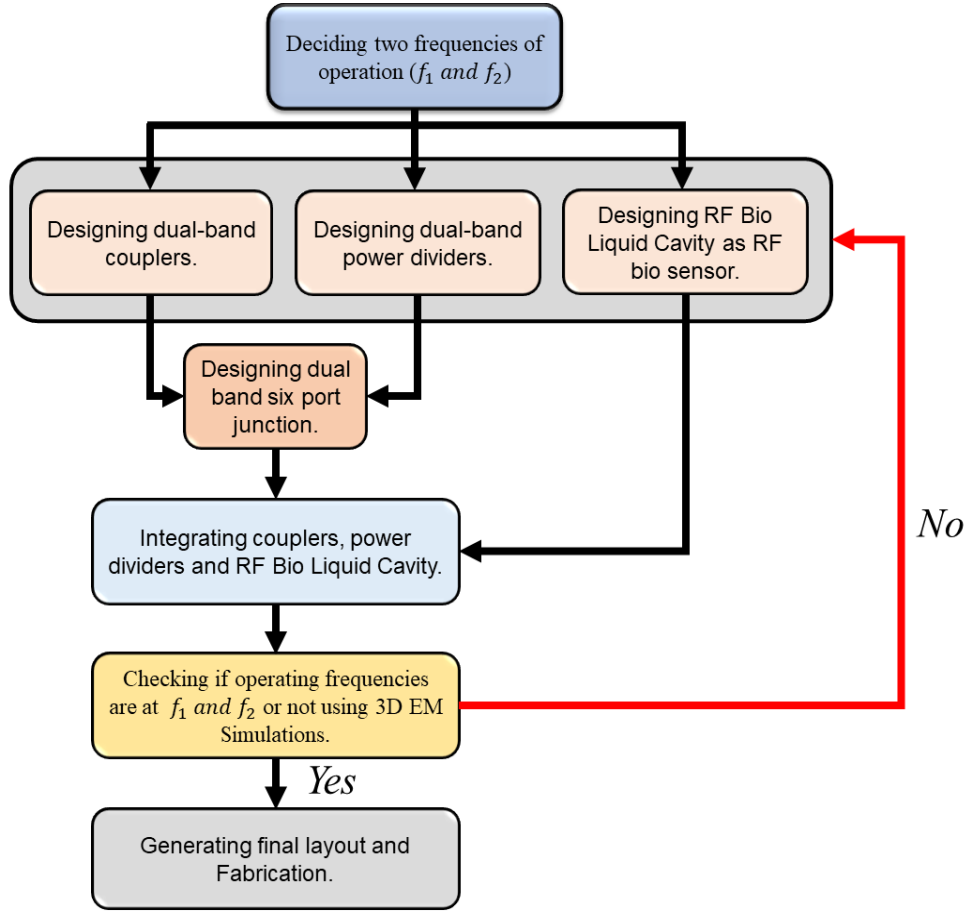 Deciding two frequencies of
operation (f₁ and f₂)
Designing dual-band
couplers.
Designing dual-band
power dividers.
Designing RF Bio
Liquid Cavity as RF
bio sensor.
Designing dual
band six port
junction.
Integrating couplers, power
dividers and RF Bio Liquid Cavity.
No
Checking if operating frequencies
are at f₁ and f₂ or not using 3D EM
Simulations.
Yes
Generating final layout and
Fabrication.